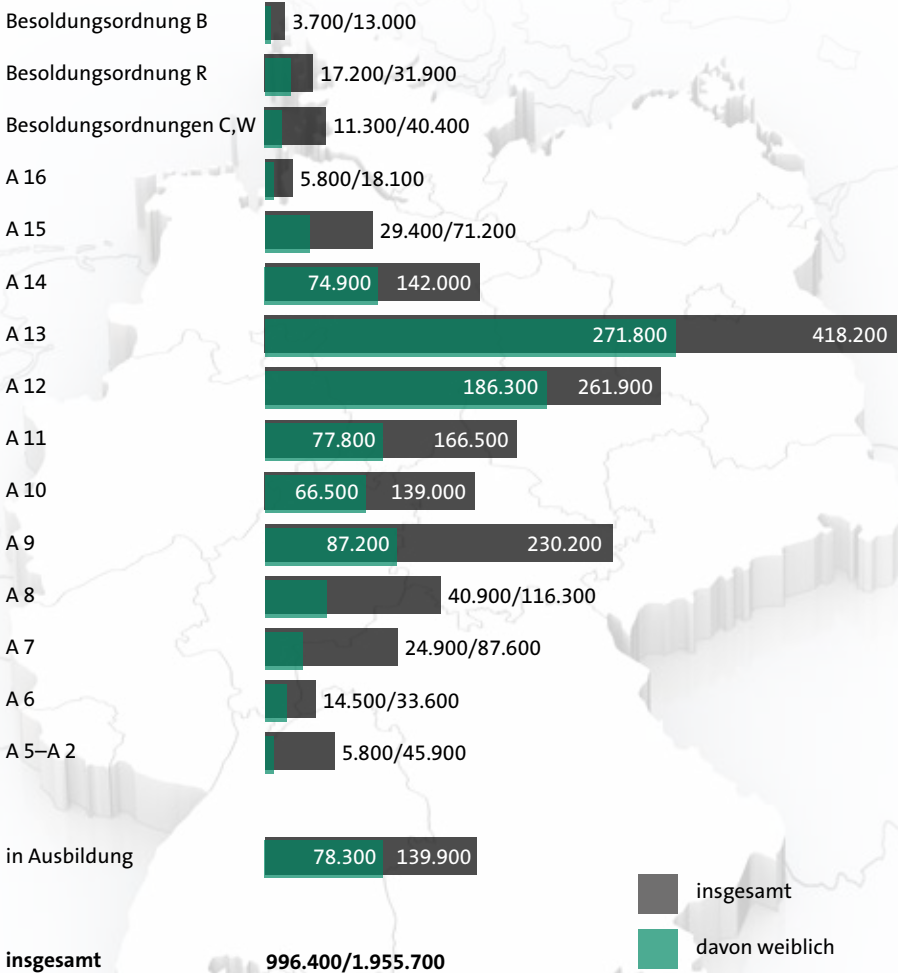 Besoldungsordnung B 3.700/13.000
Besoldungsordnung R 17.200/31.900
Besoldungsordnungen C,W 11.300/40.400
A 16 5.800/18.100
A 15 29.400/71.200
A 14 74.900 142.000
A 13 271.800 418.200
A 12 186.300 261.900
A 11 77.800 166.500
A 10 66.500 139.000
A 9 87.200 230.200
A 8 40.900/116.300
A 7 24.900/87.600
A 6 14.500/33.600
A 5–A 2 5.800/45.900
in Ausbildung 78.300 139.900
insgesamt
davon weiblich
insgesamt 996.400/1.955.700